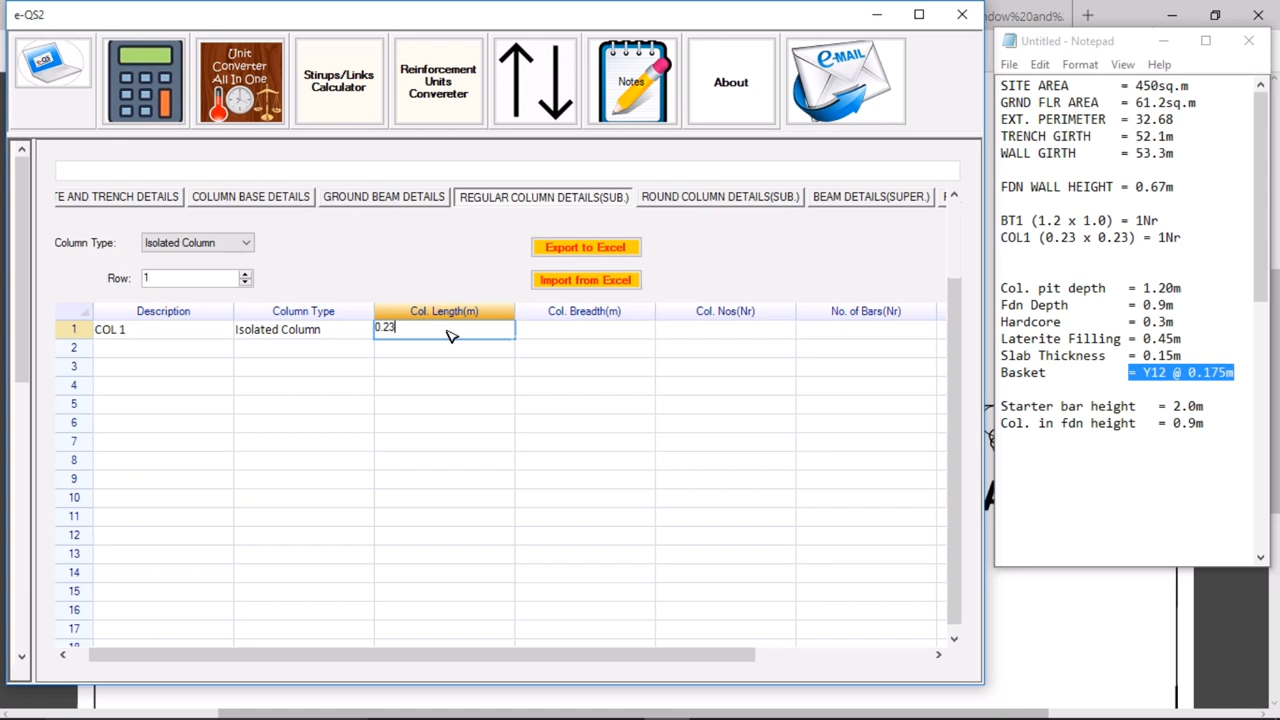 e-QS2
ndow%20and%
Unit
Converter
All In One
Stirups/Links
Calculator
Reinforcement
Units
Convereter
Notes
About
e-MAIL
TE AND TRENCH DETAILS
COLUMN BASE DETAILS
GROUND BEAM DETAILS
REGULAR COLUMN DETAILS(SUB.)
ROUND COLUMN DETAILS(SUB.)
BEAM DETAILS(SUPER.)
Column Type: Isolated Column
Export to Excel
Row: 1
Import from Excel
Description Column Type Col. Length(m) Col. Breadth(m) Col. Nos(Nr) No. of Bars(Nr)
1 COL 1 Isolated Column 0.23
2
3
4
5
6
7
8
9
10
11
12
13
14
15
16
17
18
Untitled - Notepad
File Edit Format View Help
SITE AREA = 450sq.m
GRND FLR AREA = 61.2sq.m
EXT. PERIMETER = 32.68
TRENCH GIRTH = 52.1m
WALL GIRTH = 53.3m
FDN WALL HEIGHT = 0.67m
BT1 (1.2 x 1.0) = 1Nr
COL1 (0.23 x 0.23) = 1Nr
Col. pit depth = 1.20m
Fdn Depth = 0.9m
Hardcore = 0.3m
Laterite Filling = 0.45m
Slab Thickness = 0.15m
Basket = Y12 @ 0.175m
Starter bar height = 2.0m
Col. in fdn height = 0.9m